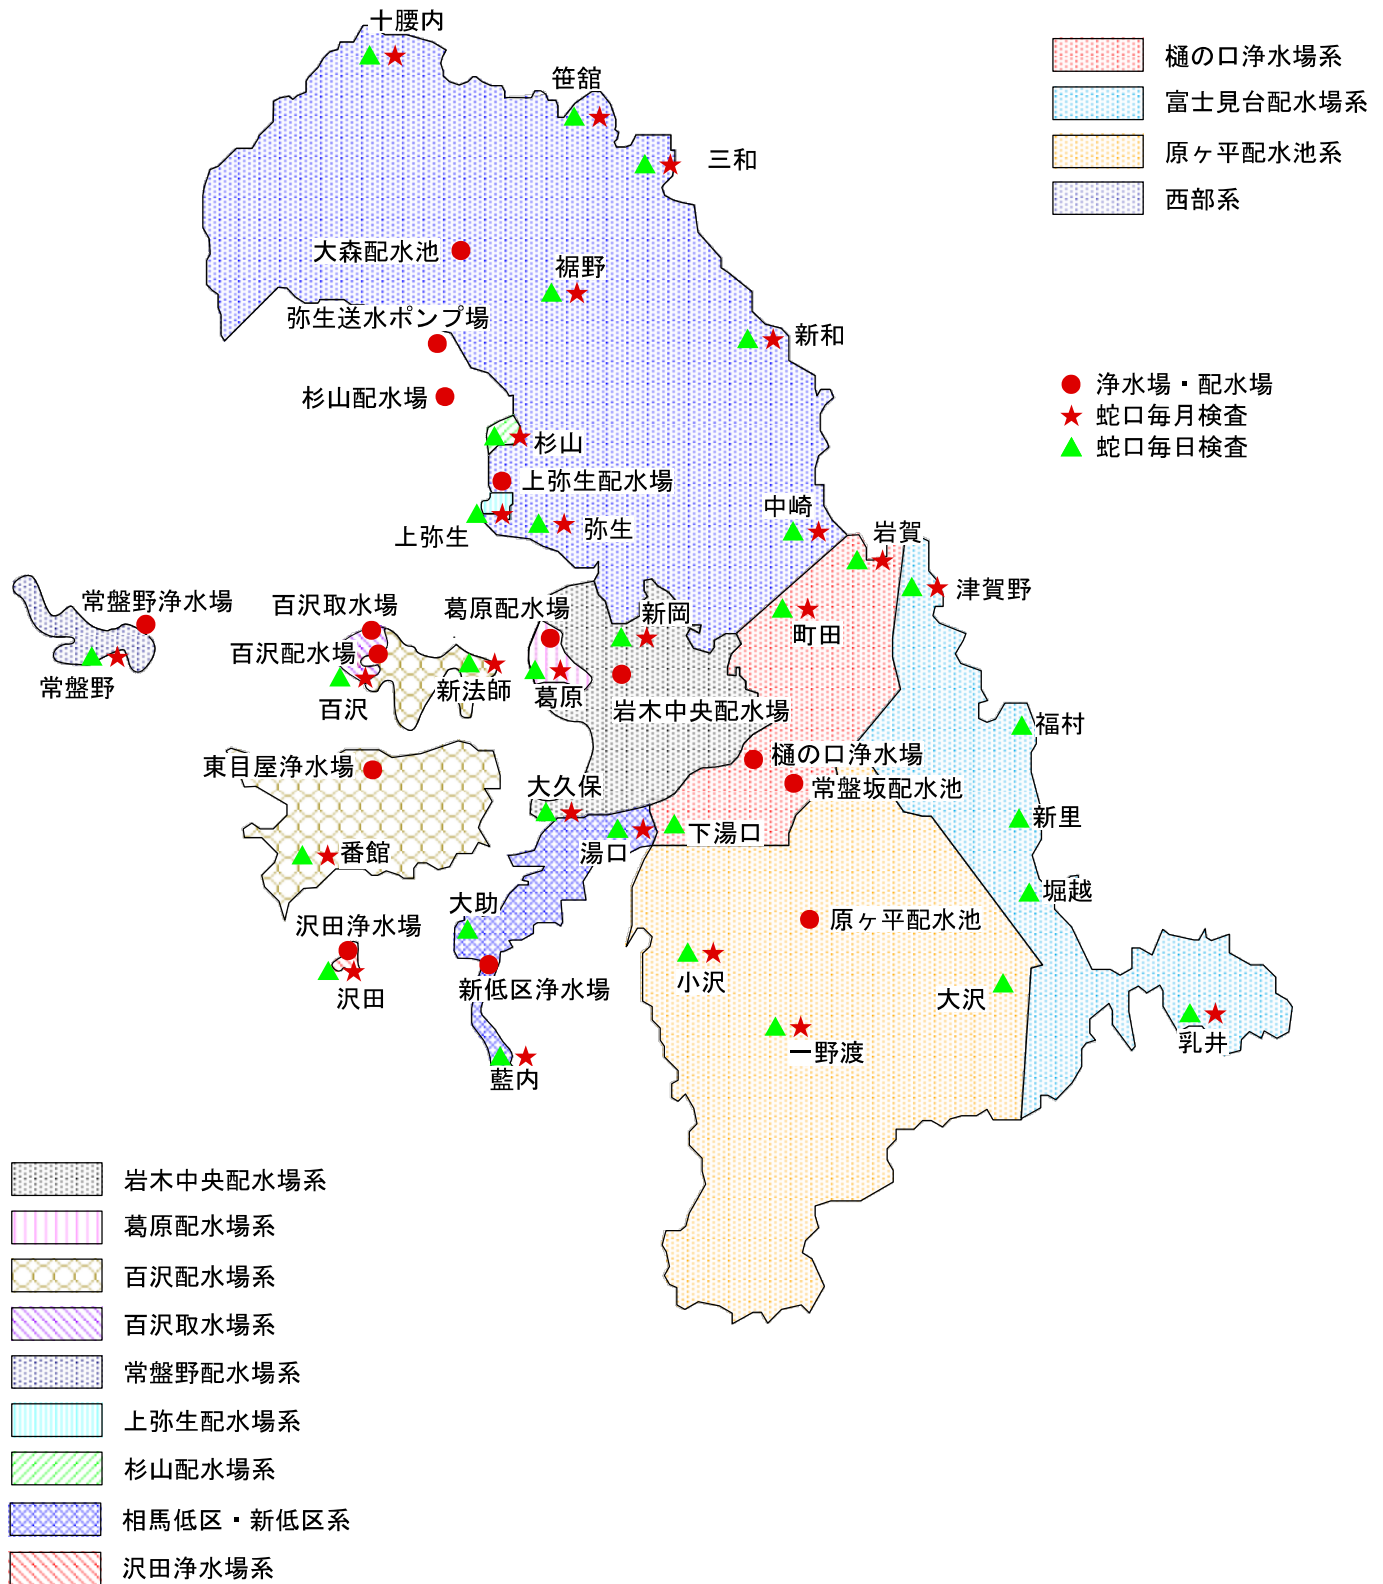 十腰内
笹舘
三和
樋の口浄水場系
富士見台配水場系
原ヶ平配水池系
西部系
大森配水池
裾野
弥生送水ポンプ場
新和
杉山配水場
浄水場・配水場
蛇口毎月検査
蛇口毎日検査
杉山
上弥生配水場
中崎
上弥生
弥生
岩賀
津賀野
常盤野浄水場
百沢取水場
葛原配水場
新岡
町田
百沢配水場
常盤野
百沢
新法師
葛原
岩木中央配水場
福村
東目屋浄水場
樋の口浄水場
大久保
常盤坂配水池
新里
下湯口
番館
湯口
堀越
大助
沢田浄水場
原ヶ平配水池
小沢
新低区浄水場
沢田
大沢
一野渡
乳井
藍内
岩木中央配水場系
葛原配水場系
百沢配水場系
百沢取水場系
常盤野配水場系
上弥生配水場系
杉山配水場系
相馬低区・新低区系
沢田浄水場系